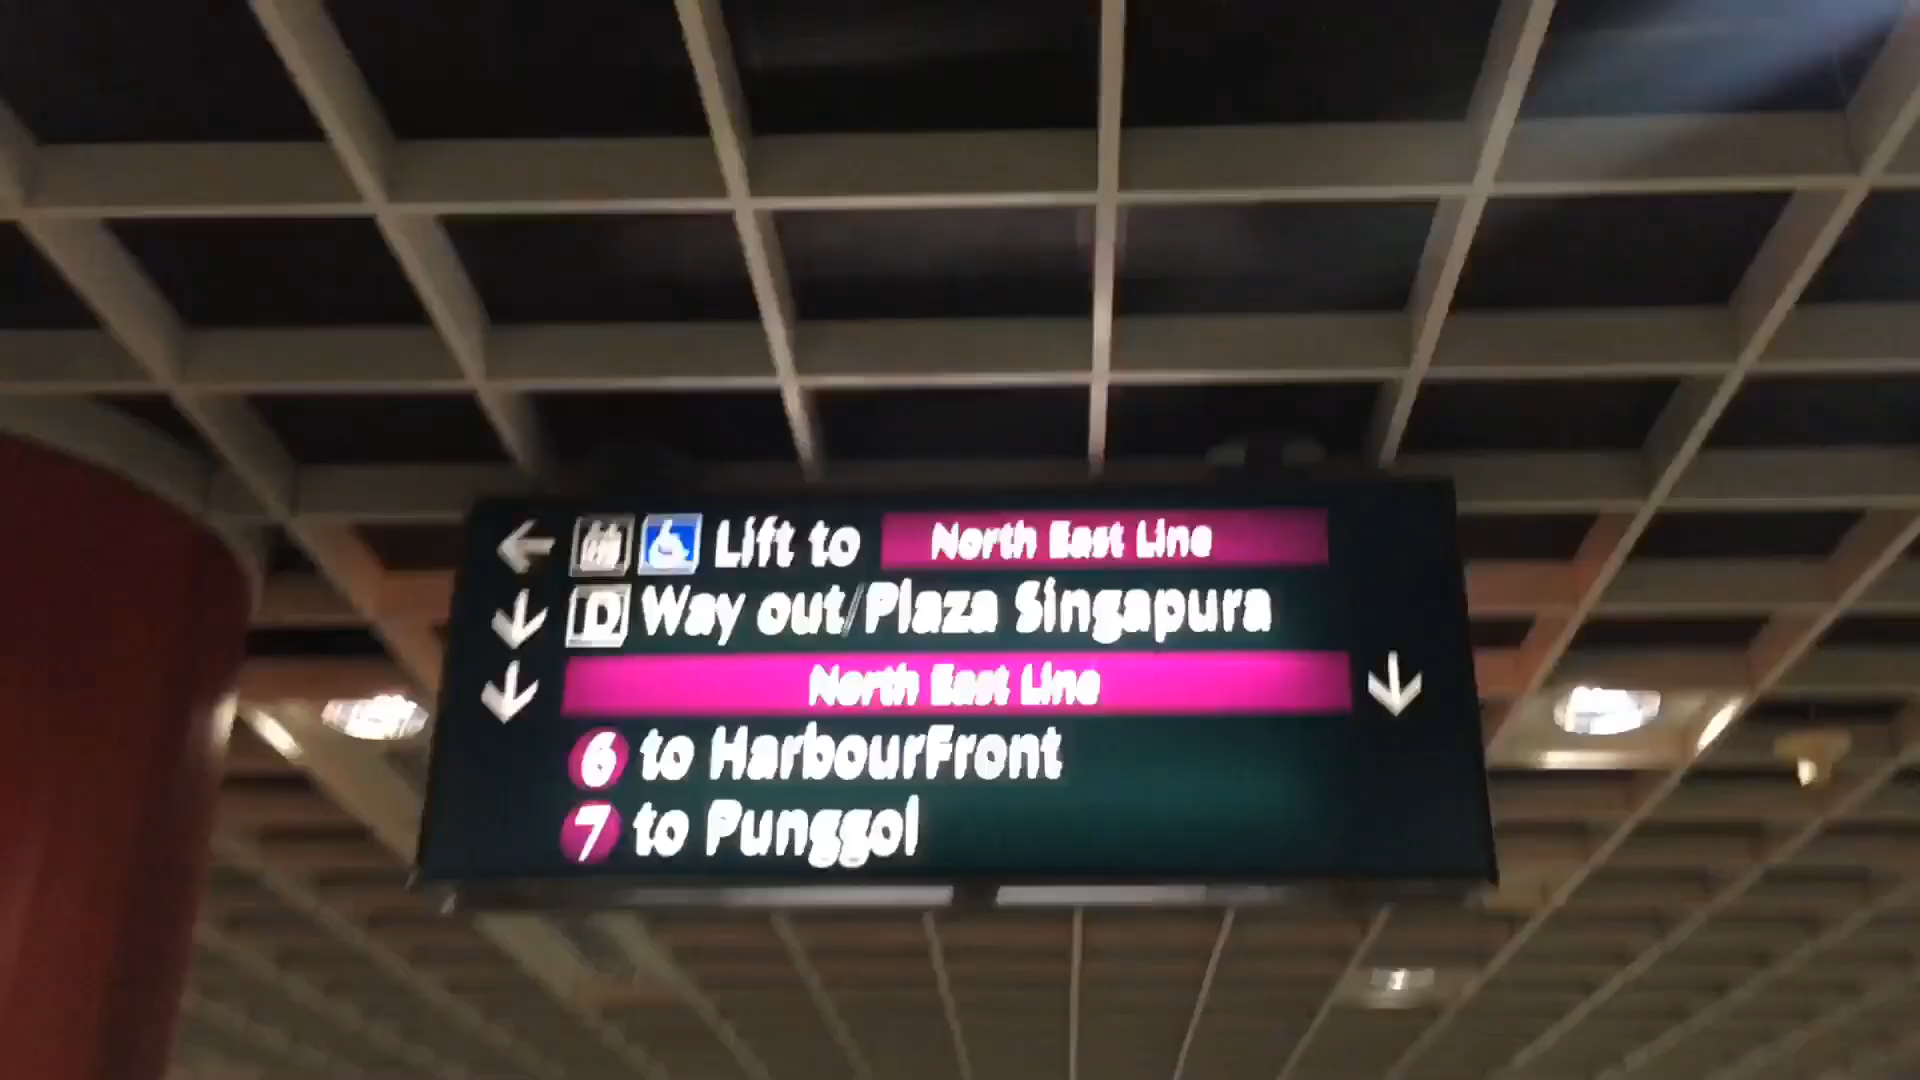 Lift to North East Line
D Way out/Plaza Singapura
North East Line
6 to HarbourFront
7 to Punggol